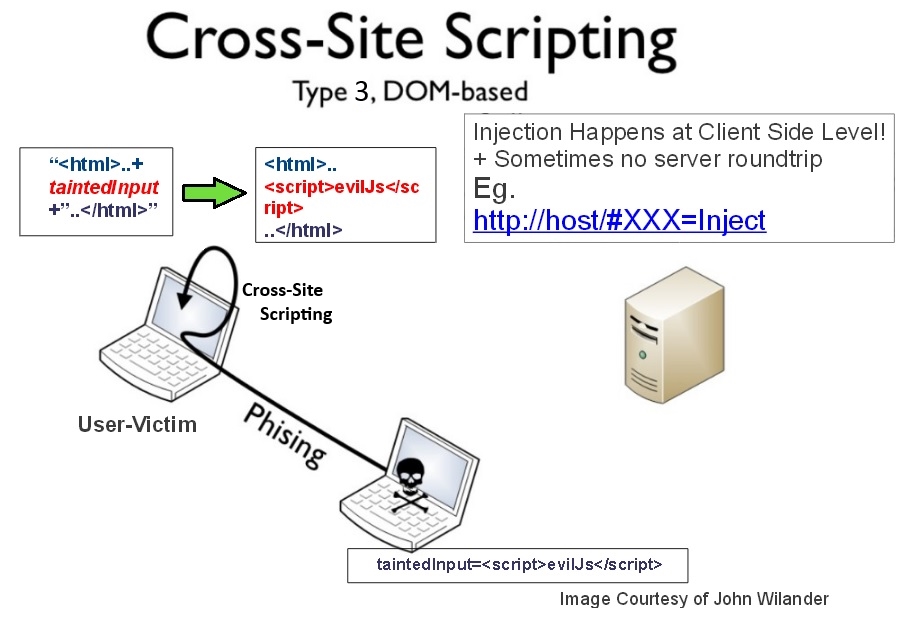 Cross-Site Scripting
Type 3, DOM-based
“<html>..+
taintedInput
+”..</html>”
<html>..
<script>evilJs</sc
ript>
..</html>
Injection Happens at Client Side Level!
+ Sometimes no server roundtrip
Eg.
http://host/#XXX=Inject
Cross-Site
Scripting
User-Victim
Phising
taintedInput=<script>evilJs</script>
Image Courtesy of John Wilander